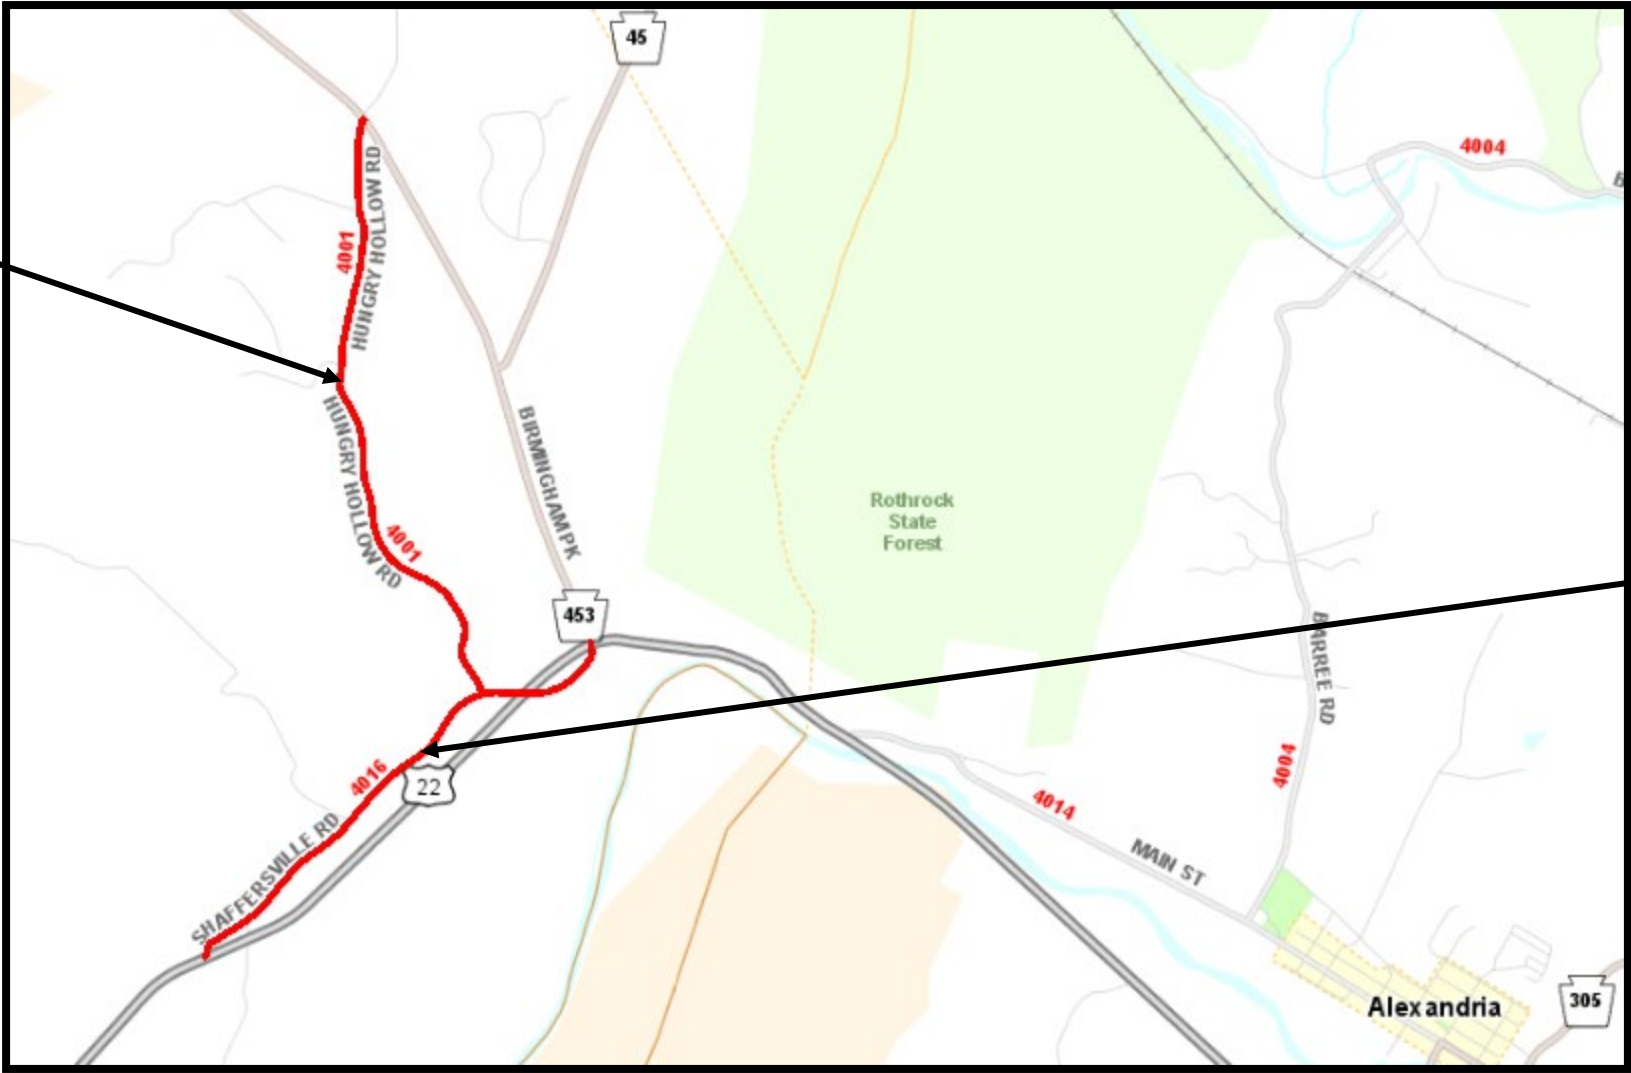 45
4004
HUNGRY HOLLOW RD
4001
HUNGRY HOLLOW RD
4001
BIRMINGHAM PK
Rothrock
State
Forest
453
BARREE RD
4004
4016
22
4014
MAIN ST
SHAFFERSVILLE RD
305
Alexandria